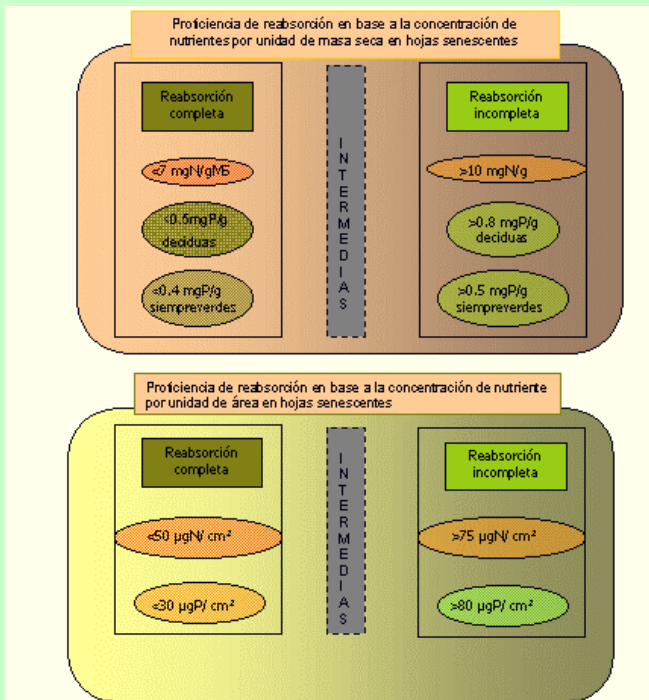 Proficiencia de reabsorción en base a la concentración de
nutrientes por unidad de masa seca en hojas senescentes
Reabsorción
completa
<7 mgN/gMS
<0.5mgP/g
deciduas
<0.4 mgP/g
siempreverdes
INTERMEDIAS
Reabsorción
incompleta
>10 mgN/g
>0.8 mgP/g
deciduas
>0.5 mgP/g
siempreverdes
Proficiencia de reabsorción en base a la concentración de nutriente
por unidad de área en hojas senescentes
Reabsorción
completa
<50 µgN/ cm²
<30 µgP/ cm²
INTERMEDIAS
Reabsorción
incompleta
>75 µgN/ cm²
>80 µgP/ cm²